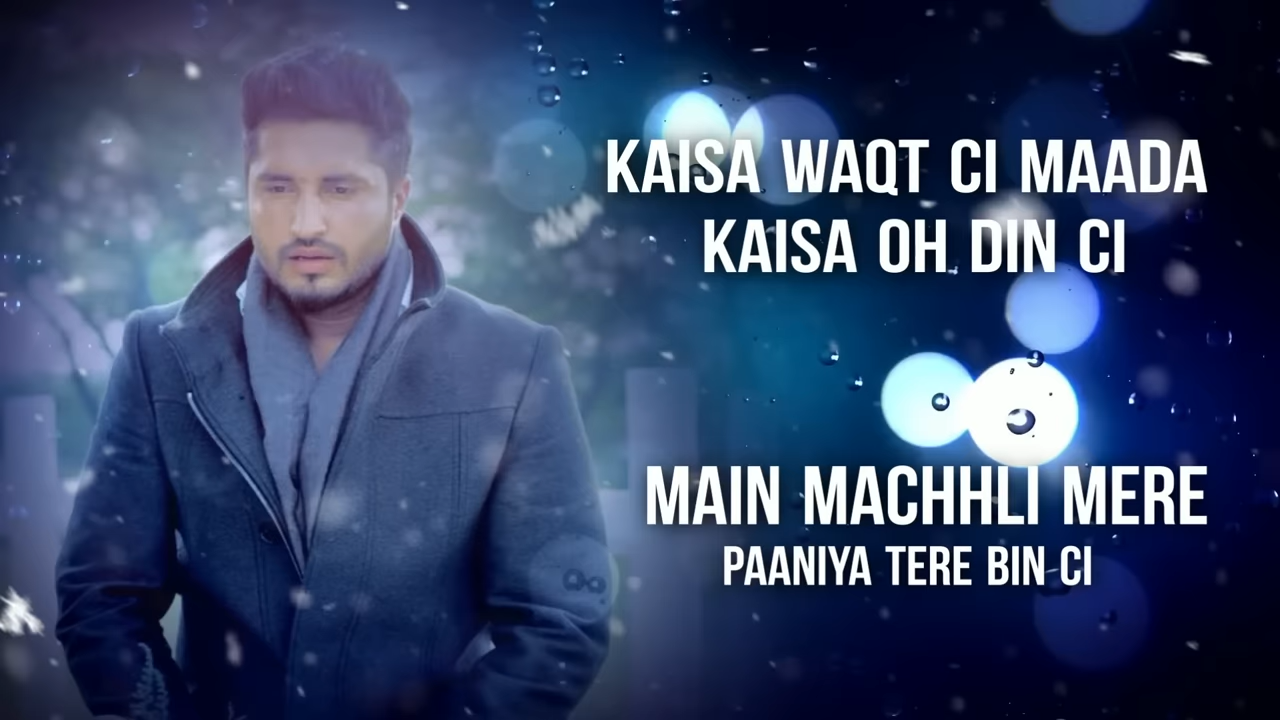 KAISA WAQT CI MAADA
KAISA OH DIN CI
MAIN MACHHLI MERE
PAANIYA TERE BIN CI